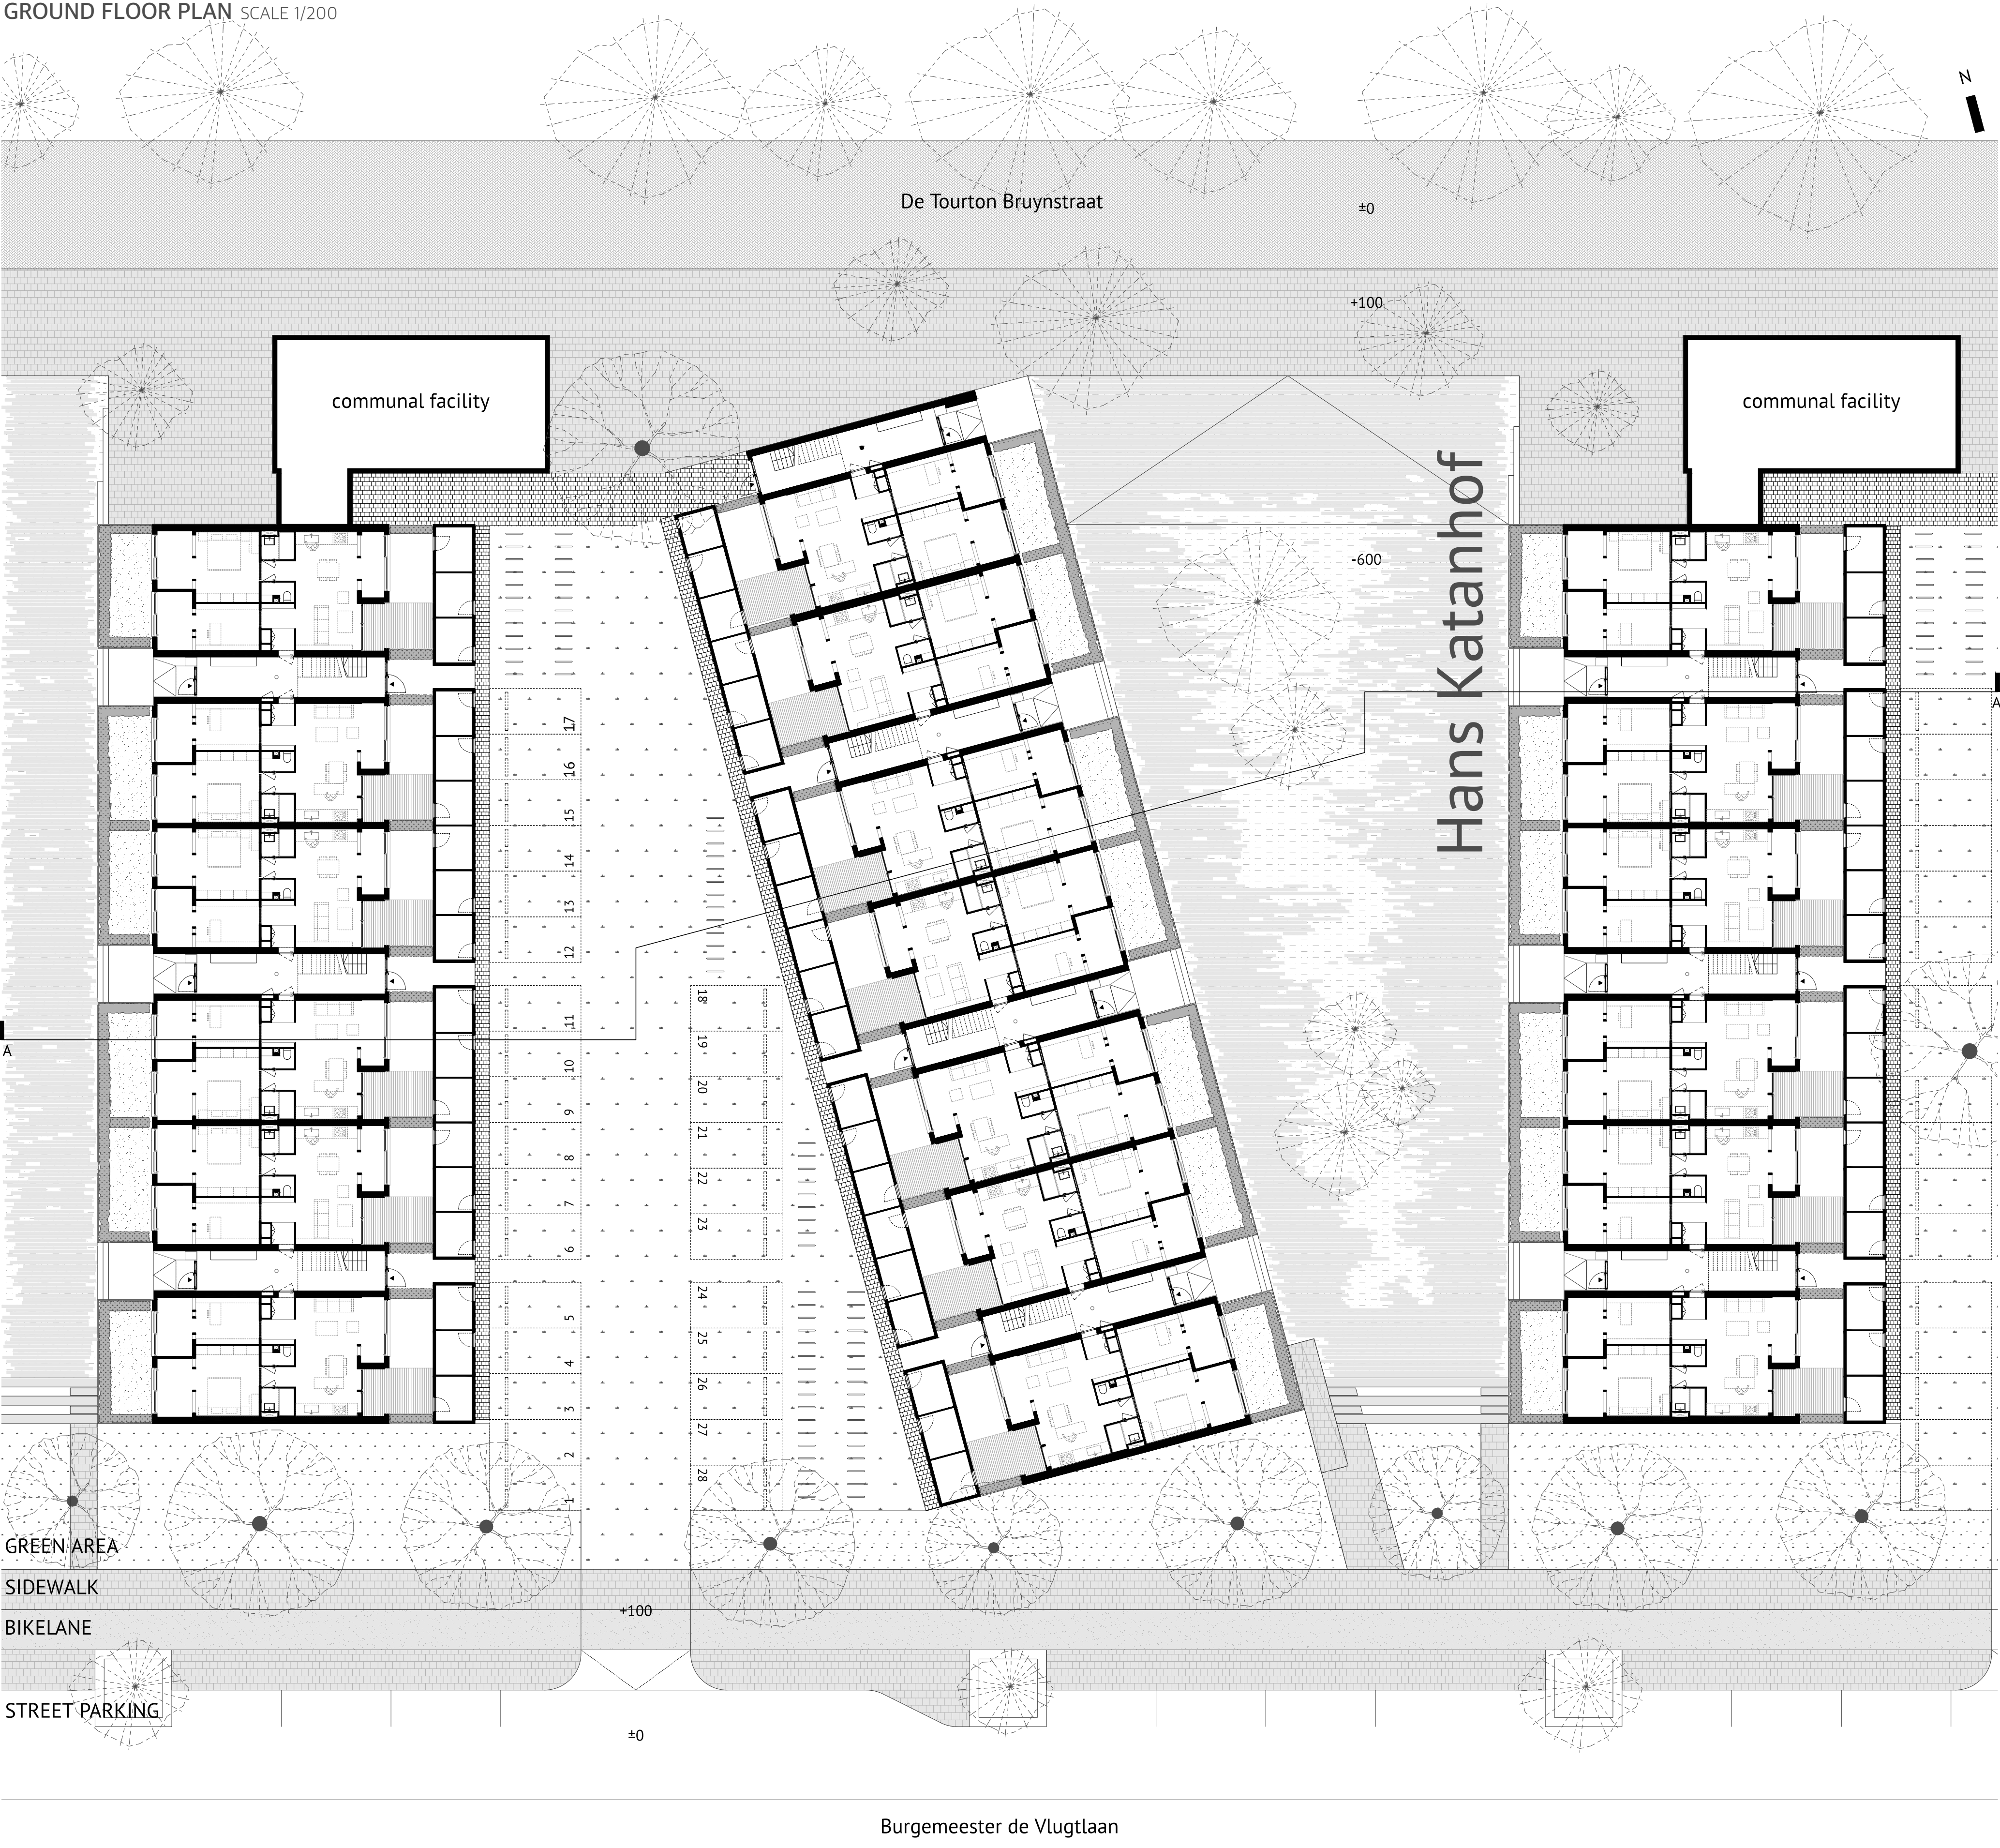 GROUND FLOOR PLAN SCALE 1/200
N
De Tourton Bruynstraat
±0
+100
communal facility
communal facility
Hans Katanhof
-600
A
A
17
16
15
14
13
12
11
10
9
8
7
6
5
4
3
2
1
18
19
20
21
22
23
24
25
26
27
28
GREEN AREA
SIDEWALK
+100
BIKELANE
STREET PARKING
±0
Burgemeester de Vlugtlaan